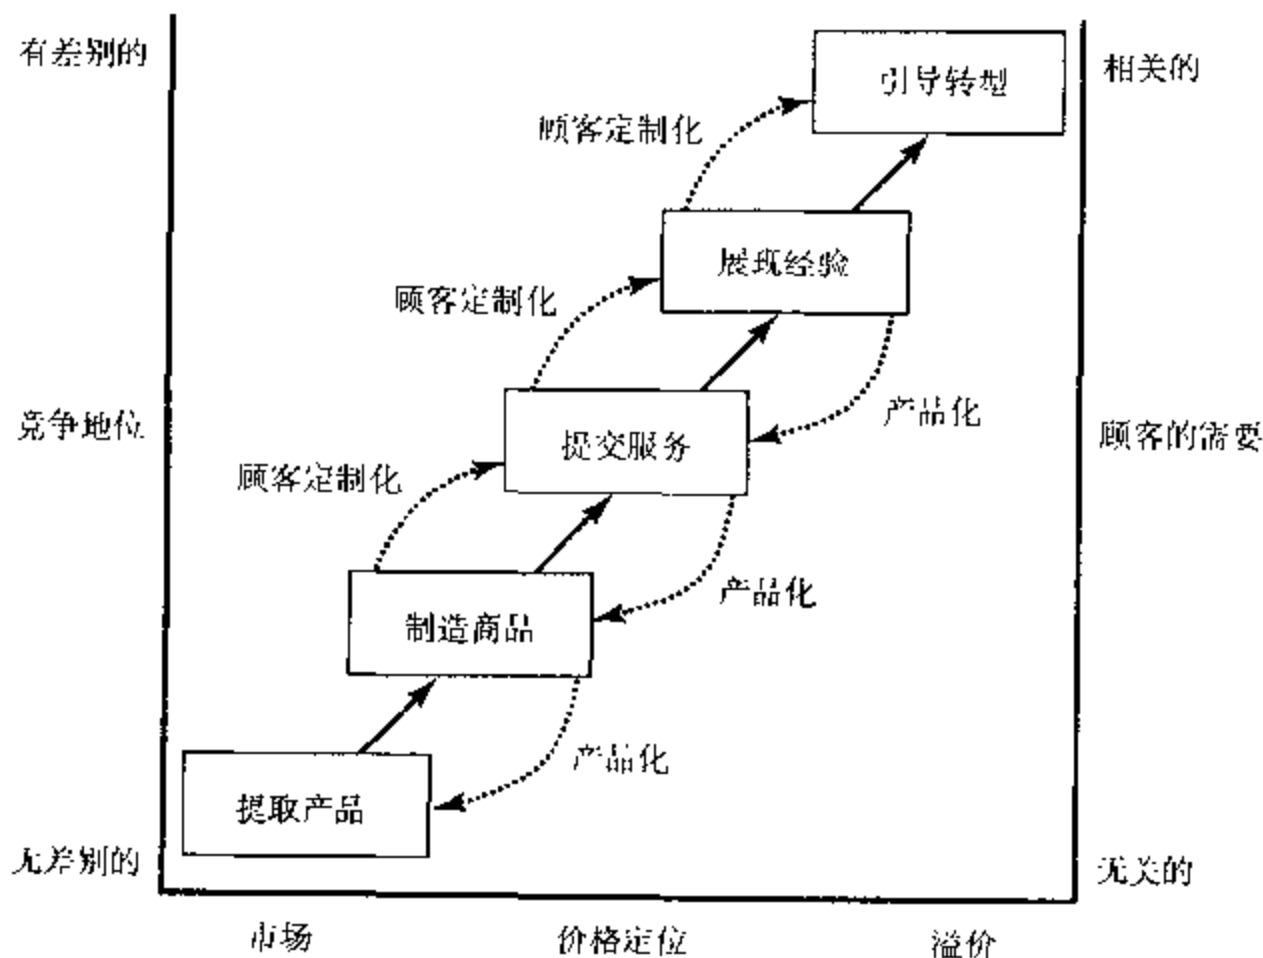 有差别的
引导转型
相关的
顾客定制化
展现经验
顾客定制化
产品化
竞争地位
提交服务
顾客的需要
顾客定制化
产品化
制造商品
产品化
提取产品
无差别的
无关的
市场
价格定位
溢价